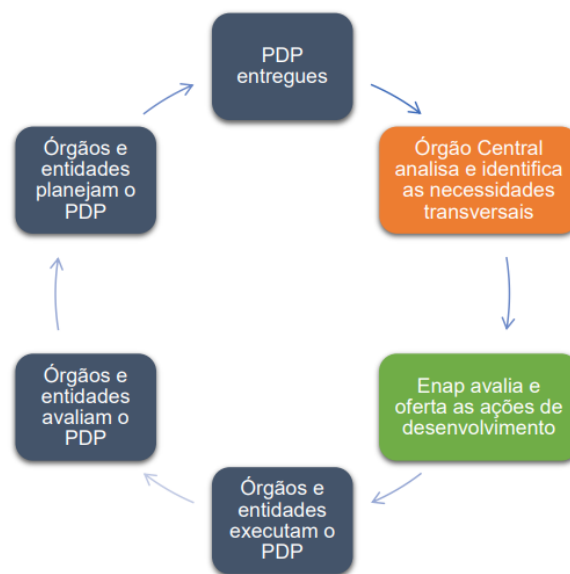 PDP
entregues
Órgão Central
analisa e identifica
as necessidades
transversais
Enap avalia e
oferta as ações de
desenvolvimento
Órgãos e
entidades
executam o
PDP
Órgãos e
entidades
avaliam o
PDP
Órgãos e
entidades
planejam o
PDP